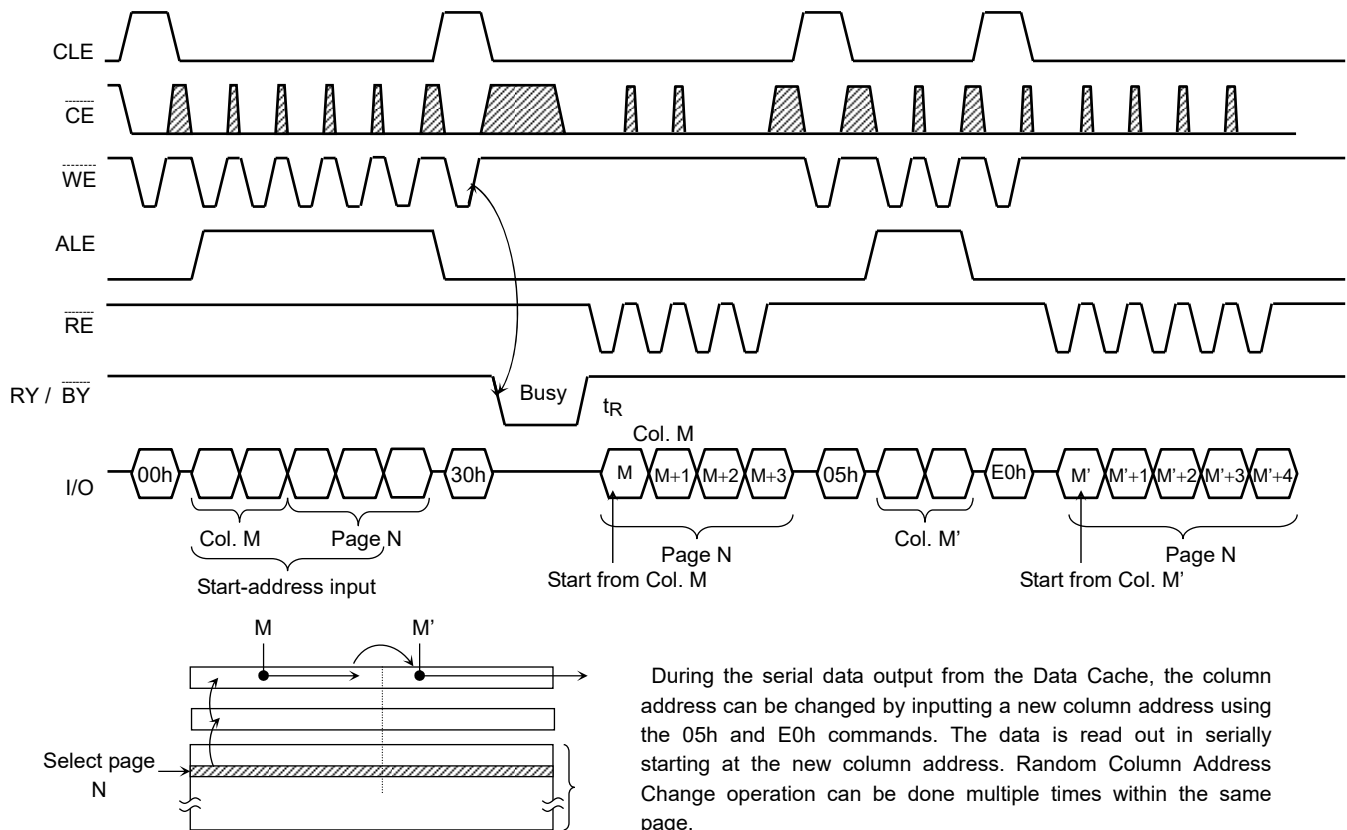 CLE
CE
WE
ALE
RE
RY / BY
Busy
tR
Col. M
I/O
00h
30h
M M+1 M+2 M+3
05h
E0h
M’ M’+1 M’+2 M’+3 M’+4
Col. M
Page N
Start-address input
Page N
Start from Col. M
Col. M’
Page N
Start from Col. M’
M
M’
Select page
N
During the serial data output from the Data Cache, the column
address can be changed by inputting a new column address using
the 05h and E0h commands. The data is read out in serially
starting at the new column address. Random Column Address
Change operation can be done multiple times within the same
page.